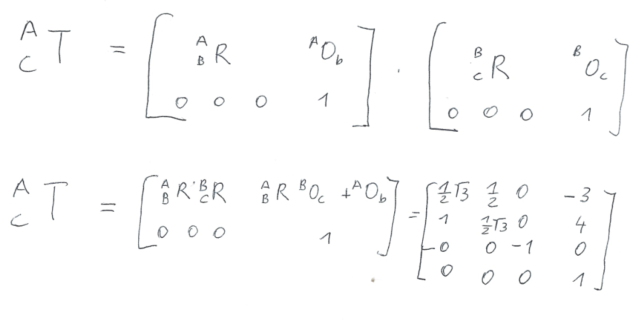 ^A_C T = [ ^A_B R ^A O_b ; 0 0 0 1 ] · [ ^B_C R ^B O_c ; 0 0 0 1 ]
^A_C T = [ ^A_B R · ^B_C R ^A_B R ^B O_c + ^A O_b ; 0 0 0 1 ] = [ 1/2 √3 1/2 0 -3 ; 1 1/2 √3 0 4 ; -0 0 -1 0 ; 0 0 0 1 ]